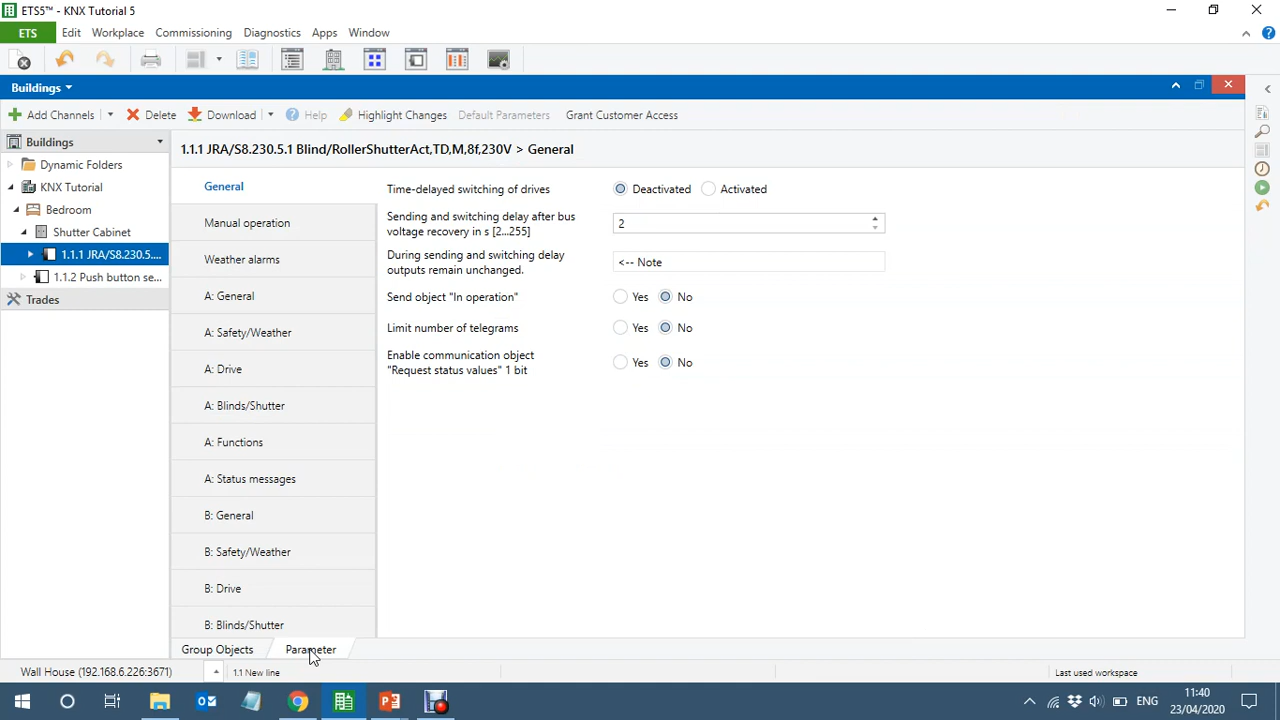 ETS5™ - KNX Tutorial 5
ETS Edit Workplace Commissioning Diagnostics Apps Window
Buildings
Add Channels Delete Download Help Highlight Changes Default Parameters Grant Customer Access
Buildings
Dynamic Folders
KNX Tutorial
Bedroom
Shutter Cabinet
1.1.1 JRA/S8.230.5....
1.1.2 Push button se...
Trades
1.1.1 JRA/S8.230.5.1 Blind/RollerShutterAct,TD,M,8f,230V > General
General
Manual operation
Weather alarms
A: General
A: Safety/Weather
A: Drive
A: Blinds/Shutter
A: Functions
A: Status messages
B: General
B: Safety/Weather
B: Drive
B: Blinds/Shutter
Time-delayed switching of drives Deactivated Activated
Sending and switching delay after bus
voltage recovery in s [2...255]
2
During sending and switching delay
outputs remain unchanged.
<-- Note
Send object "In operation" Yes No
Limit number of telegrams Yes No
Enable communication object
"Request status values" 1 bit
Yes No
Group Objects Parameter
Wall House (192.168.6.226:3671) 1.1 New line Last used workspace
ENG
11:40
23/04/2020